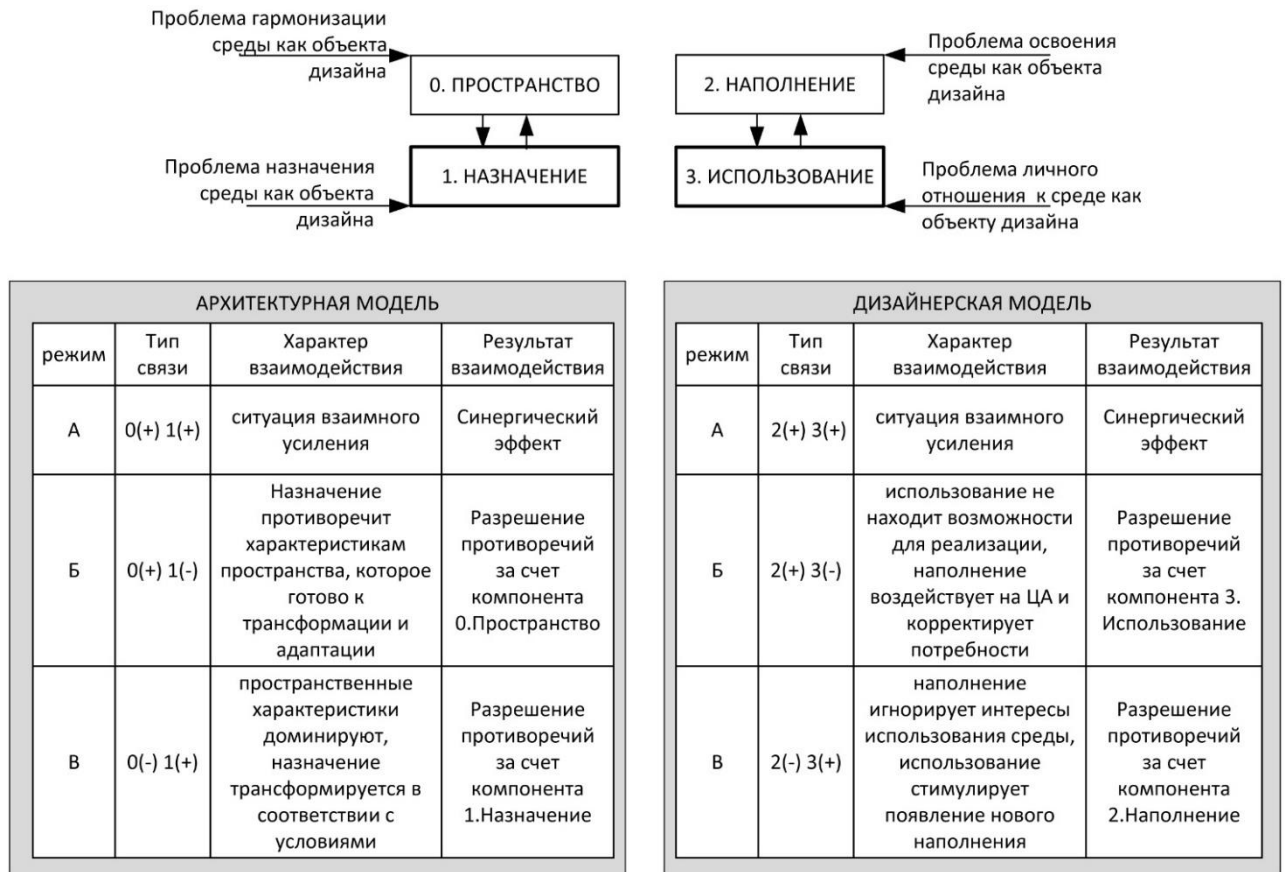 Проблема гармонизации
среды как объекта
дизайна
0. ПРОСТРАНСТВО
Проблема назначения
среды как объекта
дизайна
1. НАЗНАЧЕНИЕ
2. НАПОЛНЕНИЕ
Проблема освоения
среды как объекта
дизайна
3. ИСПОЛЬЗОВАНИЕ
Проблема личного
отношения к среде как
объекту дизайна
АРХИТЕКТУРНАЯ МОДЕЛЬ
режим
Тип
связи
Характер
взаимодействия
Результат
взаимодействия
А
0(+) 1(+)
ситуация взаимного
усиления
Синергический
эффект
Б
0(+) 1(-)
Назначение
противоречит
характеристикам
пространства, которое
готово к
трансформации и
адаптации
Разрешение
противоречий
за счет
компонента
0.Пространство
В
0(-) 1(+)
пространственные
характеристики
доминируют,
назначение
трансформируется в
соответствии с
условиями
Разрешение
противоречий
за счет
компонента
1.Назначение
ДИЗАЙНЕРСКАЯ МОДЕЛЬ
режим
Тип
связи
Характер
взаимодействия
Результат
взаимодействия
А
2(+) 3(+)
ситуация взаимного
усиления
Синергический
эффект
Б
2(+) 3(-)
использование не
находит возможности
для реализации,
наполнение
воздействует на ЦА и
корректирует
потребности
Разрешение
противоречий
за счет
компонента 3.
Использование
В
2(-) 3(+)
наполнение
игнорирует интересы
использования среды,
использование
стимулирует
появление нового
наполнения
Разрешение
противоречий
за счет
компонента
2.Наполнение